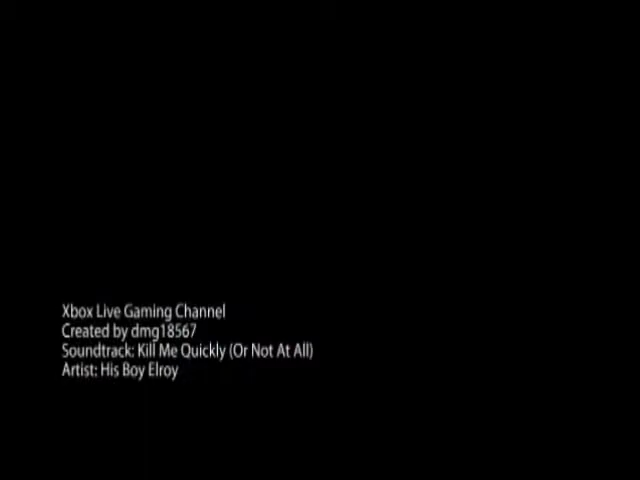 Xbox Live Gaming Channel
Created by dmg18567
Soundtrack: Kill Me Quickly (Or Not At All)
Artist: His Boy Elroy